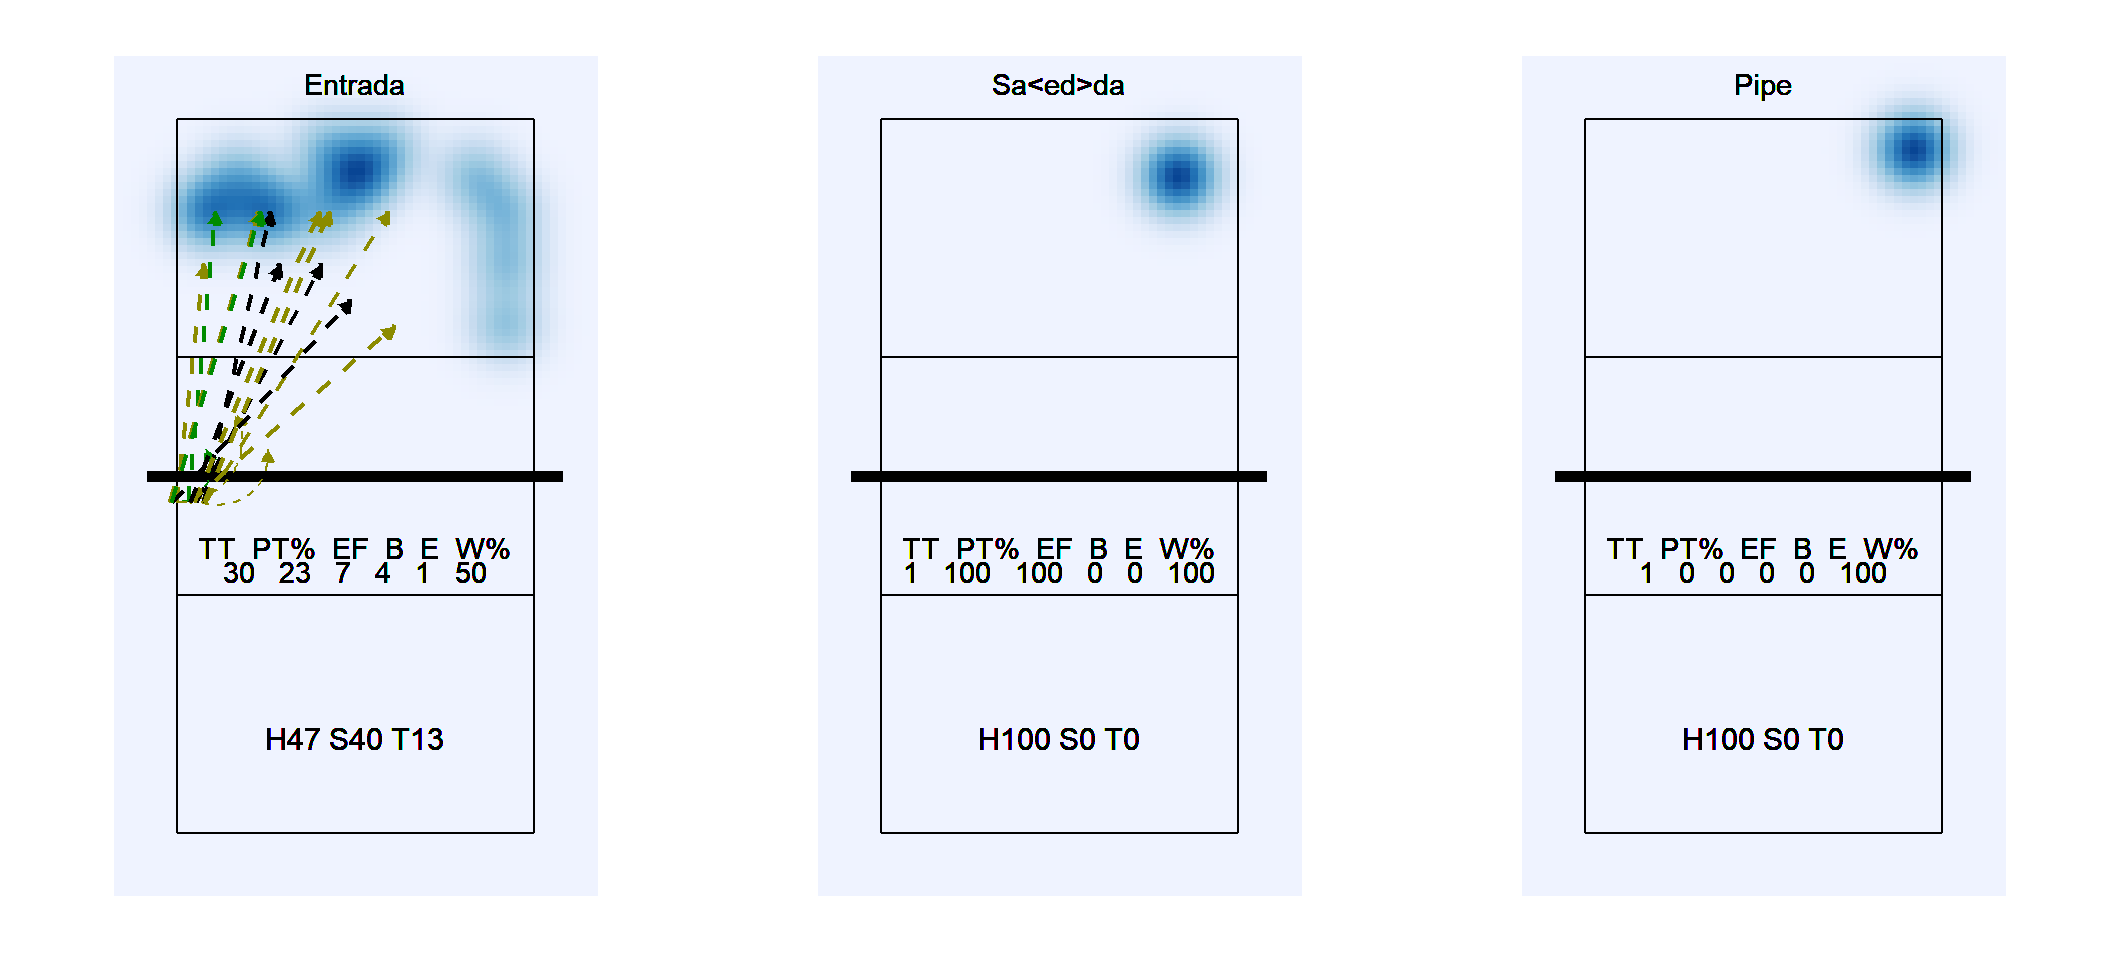 Entrada
TT PT% EF B E W%
30 23 7 4 1 50
H47 S40 T13
Sa<ed>da
TT PT% EF B E W%
1 100 100 0 0 100
H100 S0 T0
Pipe
TT PT% EF B E W%
1 0 0 0 0 100
H100 S0 T0